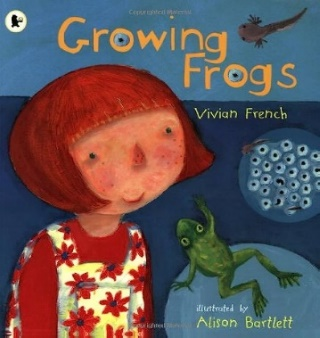 Growing
Frogs
Vivian French
illustrated by
Alison Bartlett